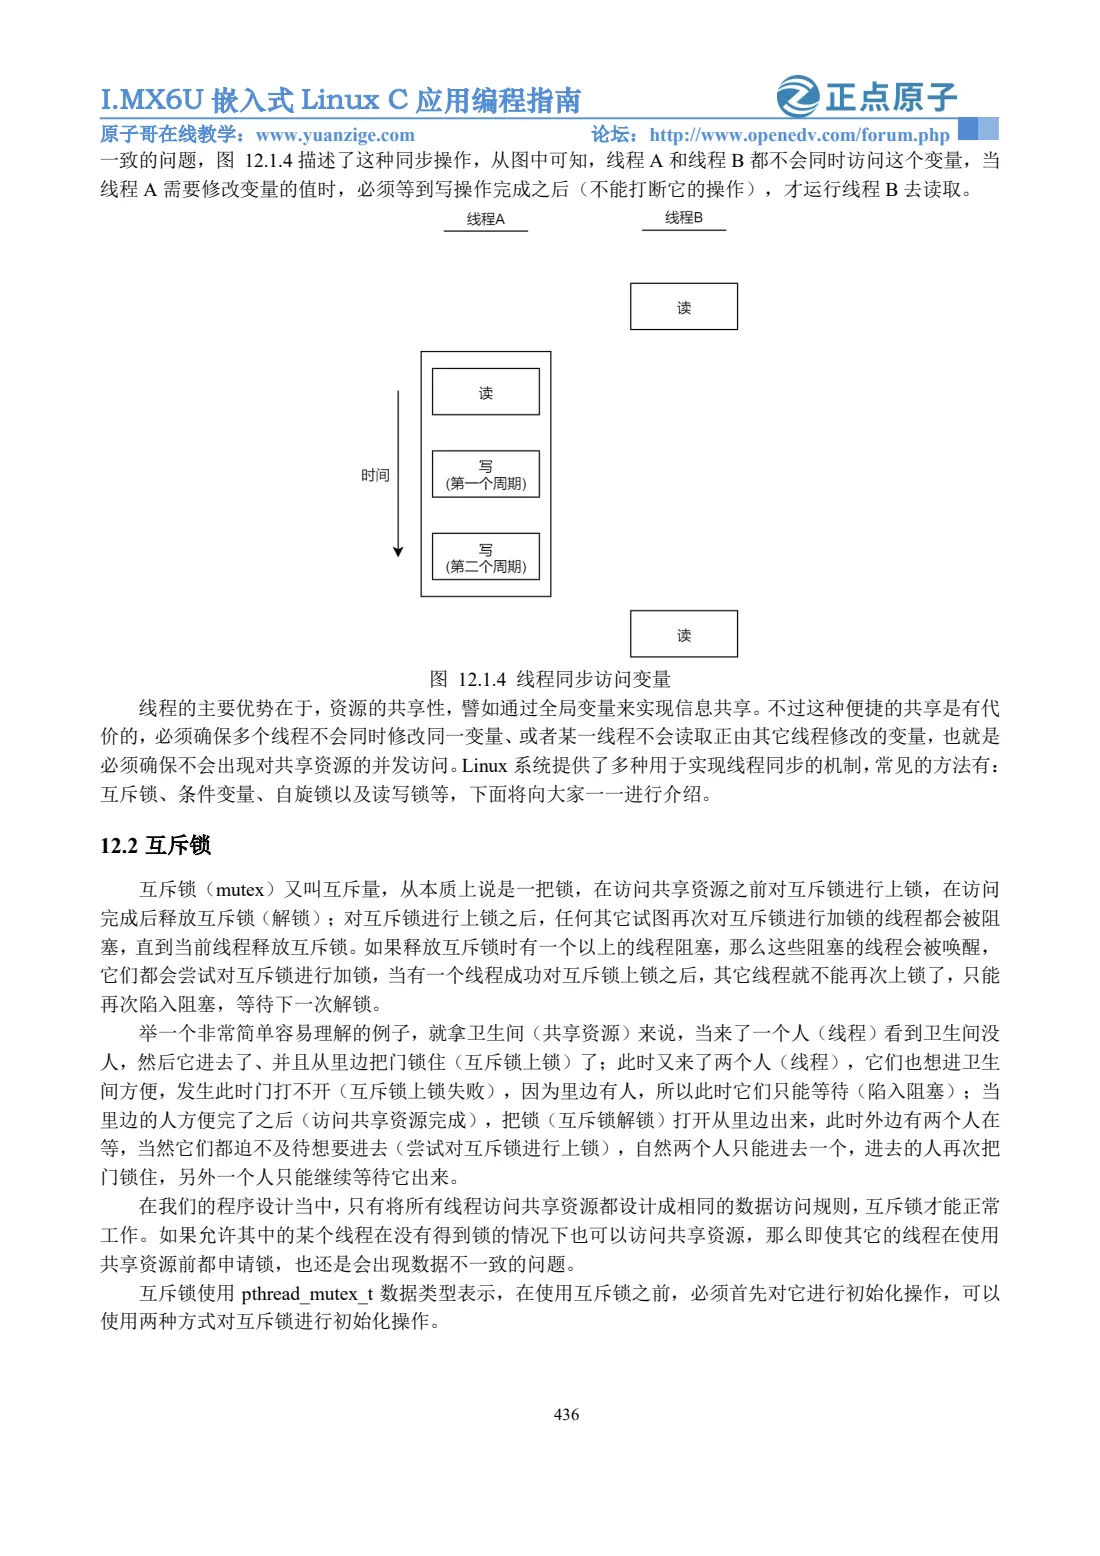 I.MX6U 嵌入式 Linux C 应用编程指南
正点原子
原子哥在线教学：www.yuanzige.com 论坛：http://www.openedv.com/forum.php
一致的问题，图 12.1.4 描述了这种同步操作，从图中可知，线程 A 和线程 B 都不会同时访问这个变量，当
线程 A 需要修改变量的值时，必须等到写操作完成之后（不能打断它的操作），才运行线程 B 去读取。
线程A 线程B
读
读
时间
写
(第一个周期)
写
(第二个周期)
读
图 12.1.4 线程同步访问变量
线程的主要优势在于，资源的共享性，譬如通过全局变量来实现信息共享。不过这种便捷的共享是有代
价的，必须确保多个线程不会同时修改同一变量、或者某一线程不会读取正由其它线程修改的变量，也就是
必须确保不会出现对共享资源的并发访问。Linux 系统提供了多种用于实现线程同步的机制，常见的方法有：
互斥锁、条件变量、自旋锁以及读写锁等，下面将向大家一一进行介绍。
12.2 互斥锁
互斥锁（mutex）又叫互斥量，从本质上说是一把锁，在访问共享资源之前对互斥锁进行上锁，在访问
完成后释放互斥锁（解锁）；对互斥锁进行上锁之后，任何其它试图再次对互斥锁进行加锁的线程都会被阻
塞，直到当前线程释放互斥锁。如果释放互斥锁时有一个以上的线程阻塞，那么这些阻塞的线程会被唤醒，
它们都会尝试对互斥锁进行加锁，当有一个线程成功对互斥锁上锁之后，其它线程就不能再次上锁了，只能
再次陷入阻塞，等待下一次解锁。
举一个非常简单容易理解的例子，就拿卫生间（共享资源）来说，当来了一个人（线程）看到卫生间没
人，然后它进去了、并且从里边把门锁住（互斥锁上锁）了；此时又来了两个人（线程），它们也想进卫生
间方便，发生此时门打不开（互斥锁上锁失败），因为里边有人，所以此时它们只能等待（陷入阻塞）；当
里边的人方便完了之后（访问共享资源完成），把锁（互斥锁解锁）打开从里边出来，此时外边有两个人在
等，当然它们都迫不及待想要进去（尝试对互斥锁进行上锁），自然两个人只能进去一个，进去的人再次把
门锁住，另外一个人只能继续等待它出来。
在我们的程序设计当中，只有将所有线程访问共享资源都设计成相同的数据访问规则，互斥锁才能正常
工作。如果允许其中的某个线程在没有得到锁的情况下也可以访问共享资源，那么即使其它的线程在使用
共享资源前都申请锁，也还是会出现数据不一致的问题。
互斥锁使用 pthread_mutex_t 数据类型表示，在使用互斥锁之前，必须首先对它进行初始化操作，可以
使用两种方式对互斥锁进行初始化操作。
436